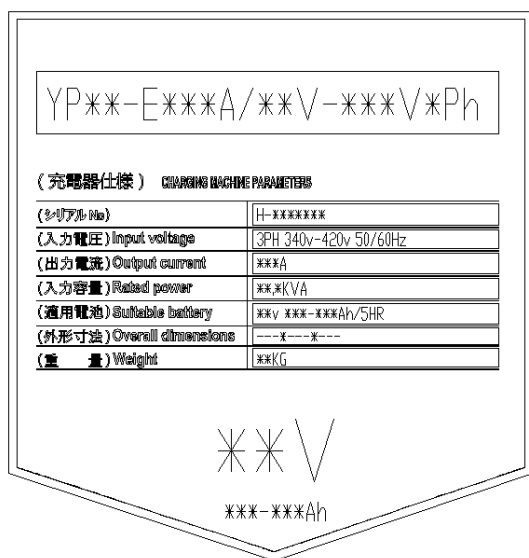 YP**-E***A/**V-***V*Ph
(充電器仕様) CHARGING MACHINE PARAMETERS
(シリアル No) H-*******
(入力電圧)Input voltage 3PH 340v-420v 50/60Hz
(出力電流)Output current ***A
(入力容量)Rated power **.*KVA
(適用電池)Suitable battery **v ***-***Ah/5HR
(外形寸法)Overall dimensions ---*---*---
(重 量)Weight **KG
**V
***-***Ah